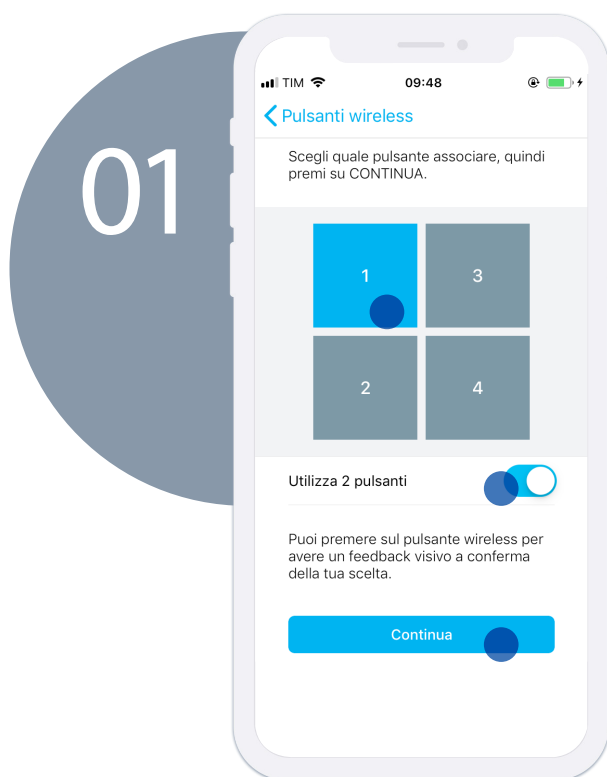 01
TIM 09:48
Pulsanti wireless
Scegli quale pulsante associare, quindi
premi su CONTINUA.
1 3
2 4
Utilizza 2 pulsanti
Puoi premere sul pulsante wireless per
avere un feedback visivo a conferma
della tua scelta.
Continua